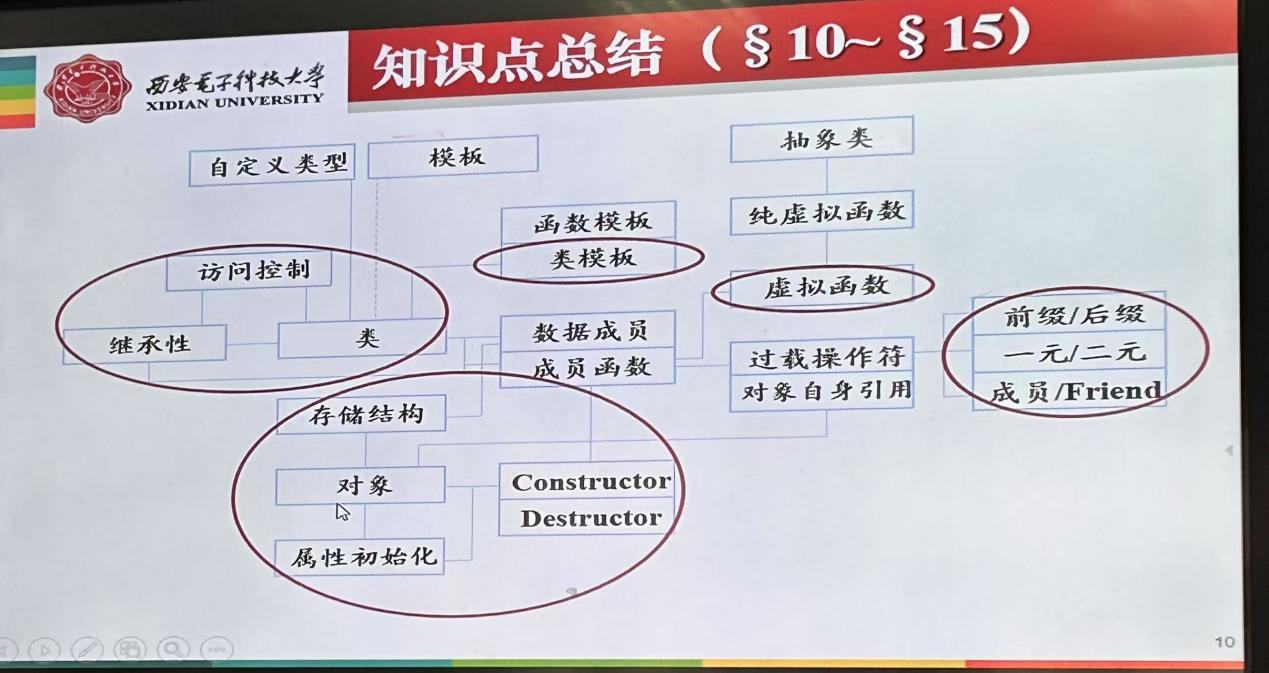 知识点总结（§10~§15）
西安电子科技大学
XIDIAN UNIVERSITY
自定义类型
模板
抽象类
函数模板
类模板
纯虚拟函数
虚拟函数
访问控制
继承性
类
数据成员
成员函数
过载操作符
对象自身引用
前缀/后缀
一元/二元
成员/Friend
存储结构
对象
属性初始化
Constructor
Destructor
10